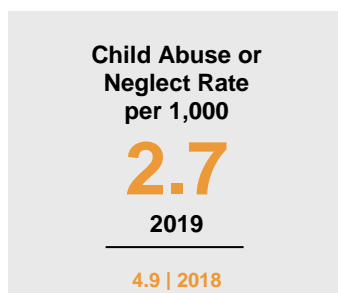 Child Abuse or
Neglect Rate
per 1,000
2.7
2019
4.9 | 2018